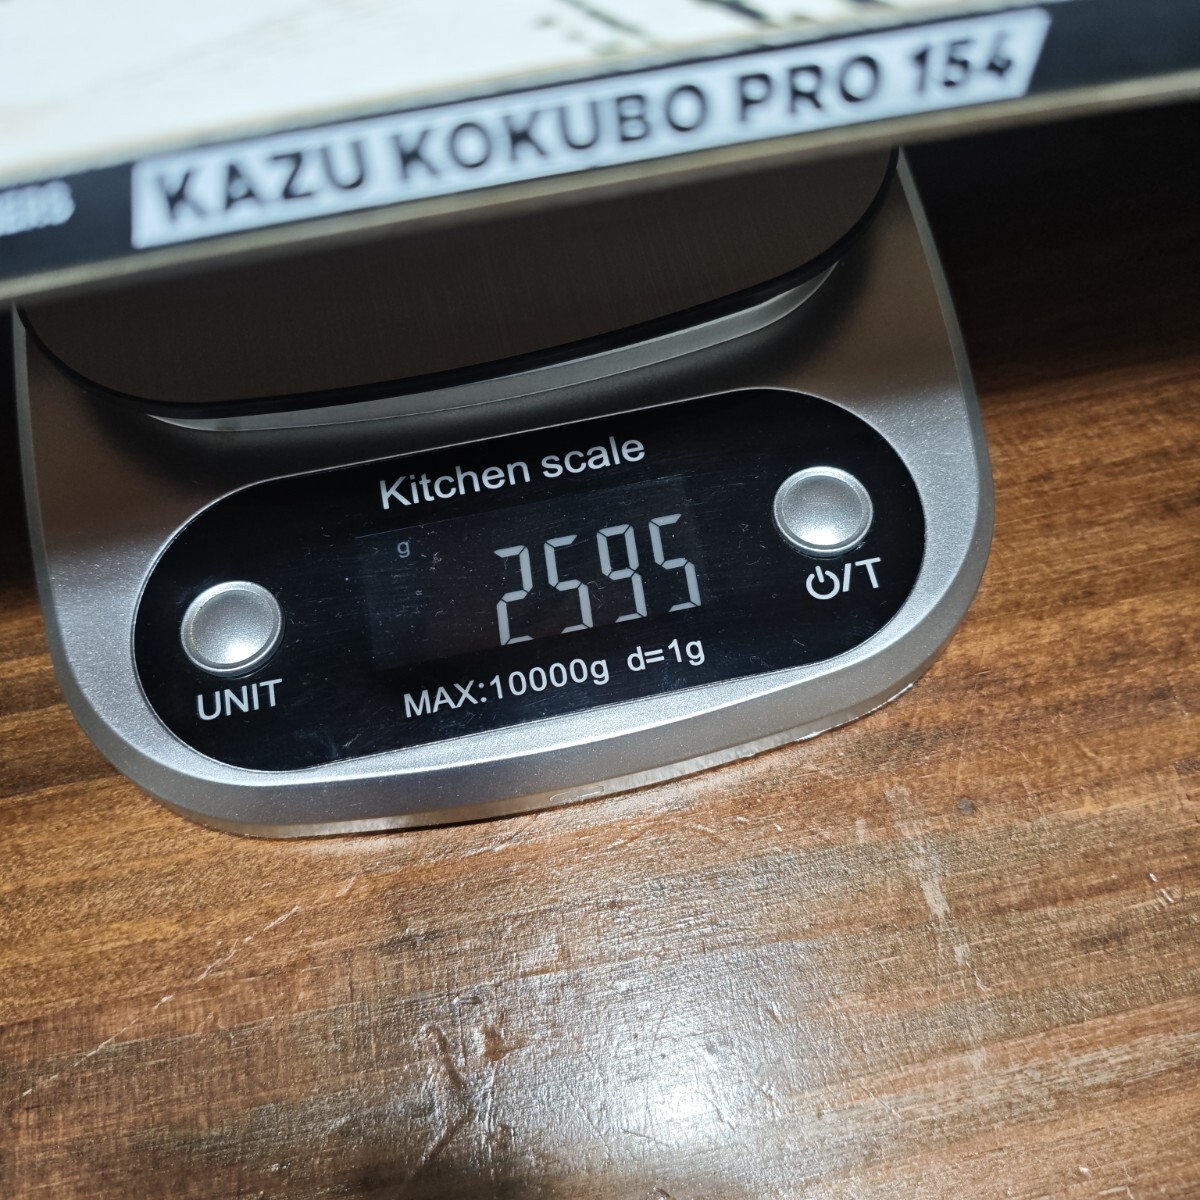 KAZU KOKUBO PRO 154
Kitchen scale
g
2595
UNIT
/T
MAX:10000g d=1g